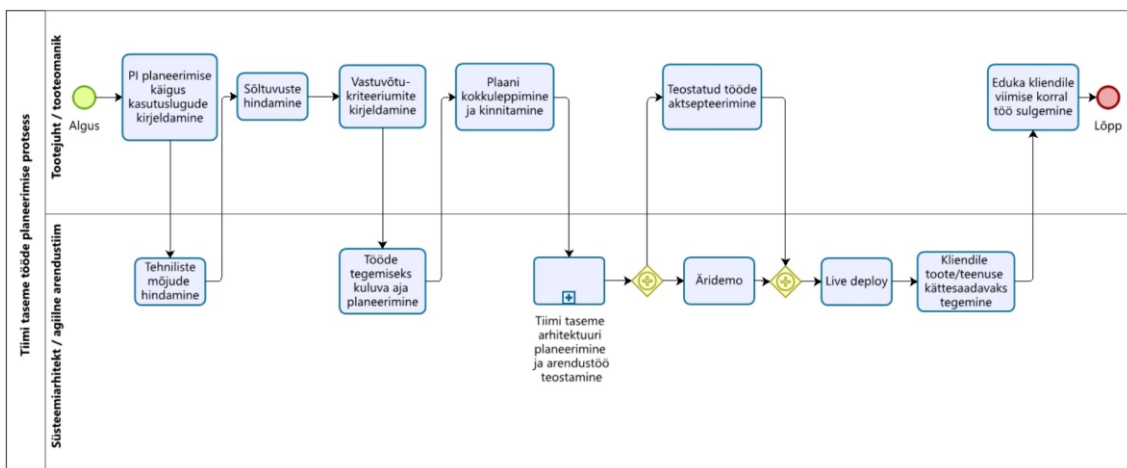 Tiimi taseme tööde planeerimise protsess
Tootejuht / tooteomanik
Algus
PI planeerimise
käigus
kasutuslugude
kirjeldamine
Sõltuvuste
hindamine
Vastuvõtu-
kriteeriumite
kirjeldamine
Plaani
kokkuleppimine
ja kinnitamine
Teostatud tööde
aktsepteerimine
Eduka kliendile
viimise korral
töö sulgemine
Lõpp
Süsteemiarhitekt / agiilne arendustiim
Tehniliste
mõjude
hindamine
Tööde
tegemiseks
kuluva aja
planeerimine
Tiimi taseme
arhitektuuri
planeerimine
ja arendustöö
teostamine
Äridemo
Live deploy
Kliendile
toote/teenuse
kättesaadavaks
tegemine